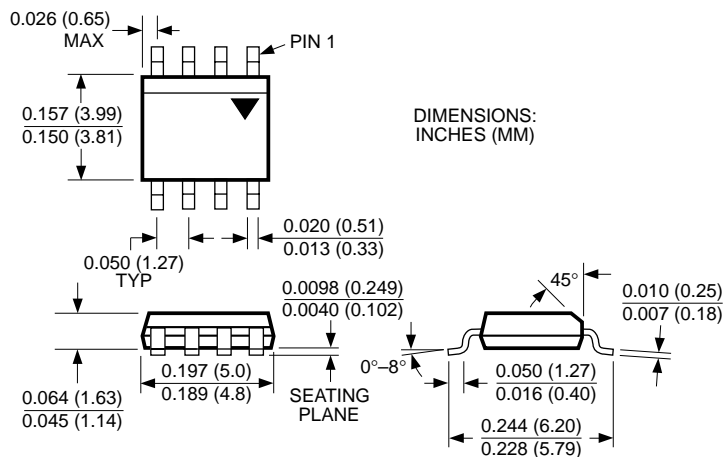 0.026 (0.65)
MAX
PIN 1
0.157 (3.99)
0.150 (3.81)
DIMENSIONS:
INCHES (MM)
0.020 (0.51)
0.013 (0.33)
0.050 (1.27)
TYP
0.0098 (0.249)
0.0040 (0.102)
45°
0.010 (0.25)
0.007 (0.18)
0°–8°
0.064 (1.63)
0.045 (1.14)
0.197 (5.0)
0.189 (4.8)
SEATING
PLANE
0.050 (1.27)
0.016 (0.40)
0.244 (6.20)
0.228 (5.79)